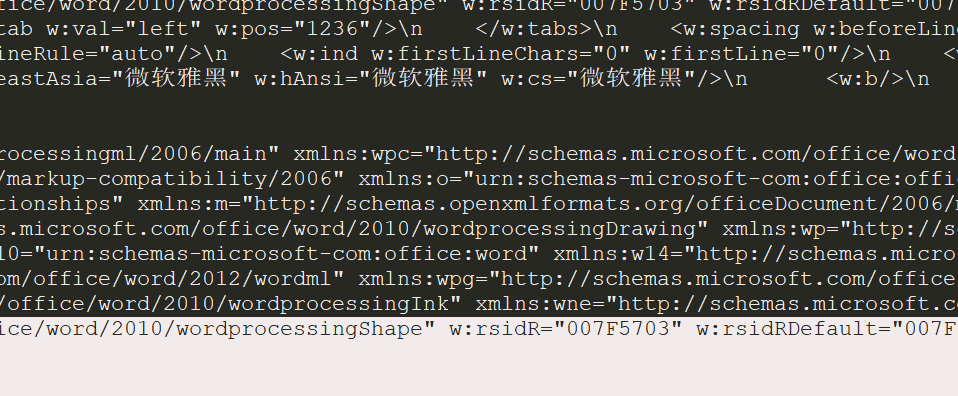 fice/word/2010/wordprocessingShape" w:rsidR="007F5703" w:rsidRDefault="007
tab w:val="left" w:pos="1236"/>\n    </w:tabs>\n    <w:spacing w:beforeLin
ineRule="auto"/>\n    <w:ind w:firstLineChars="0" w:firstLine="0"/>\n    <w
eastAsia="微软雅黑" w:hAnsi="微软雅黑" w:cs="微软雅黑"/>\n      <w:b/>\n
rocessingml/2006/main" xmlns:wpc="http://schemas.microsoft.com/office/word
/markup-compatibility/2006" xmlns:o="urn:schemas-microsoft-com:office:offi
tionships" xmlns:m="http://schemas.openxmlformats.org/officeDocument/2006/
s.microsoft.com/office/word/2010/wordprocessingDrawing" xmlns:wp="http://sc
10="urn:schemas-microsoft-com:office:word" xmlns:w14="http://schemas.micro
om/office/word/2012/wordml" xmlns:wpg="http://schemas.microsoft.com/office
/office/word/2010/wordprocessingInk" xmlns:wne="http://schemas.microsoft.co
ice/word/2010/wordprocessingShape" w:rsidR="007F5703" w:rsidRDefault="007F